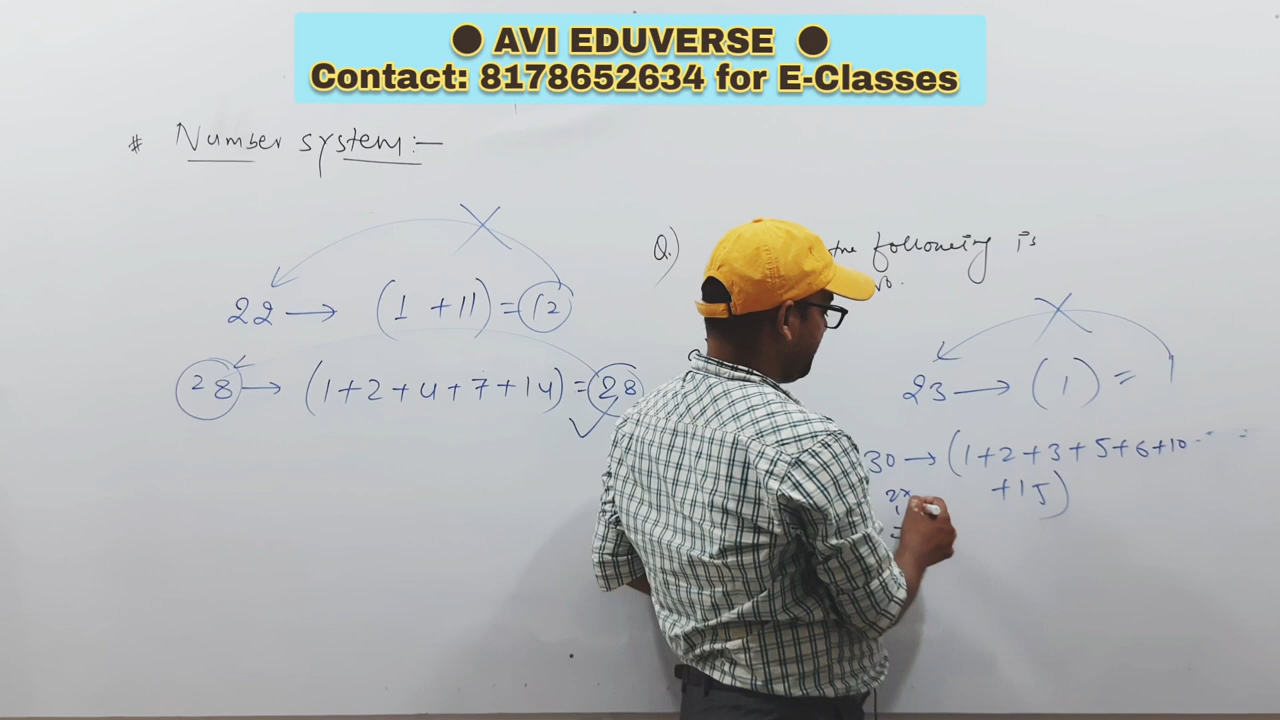 ● AVI EDUVERSE ●
Contact: 8178652634 for E-Classes
# Number system:-
22 → (1 + 11) = 12
28 → (1+2+4+7+14) = 28
Q.) following is
no.
23 → (1) = 1
30 → (1+2+3+5+6+10
+15)